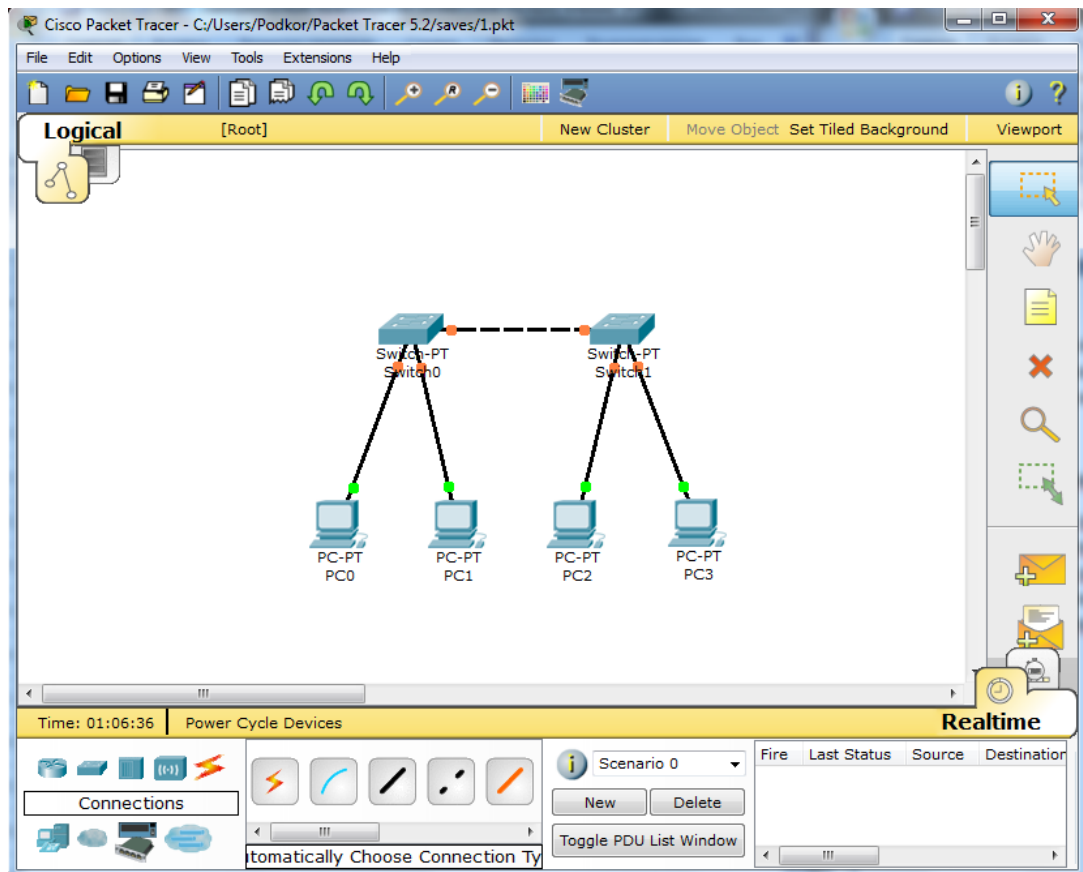 Cisco Packet Tracer - C:/Users/Podkor/Packet Tracer 5.2/saves/1.pkt
File Edit Options View Tools Extensions Help
Logical [Root] New Cluster Move Object Set Tiled Background Viewport
Switch-PT Switch-PT
Switch0 Switch1
PC-PT PC-PT PC-PT PC-PT
PC0 PC1 PC2 PC3
Time: 01:06:36 Power Cycle Devices Realtime
Scenario 0 Fire Last Status Source Destination
Connections New Delete
Toggle PDU List Window
utomatically Choose Connection Ty